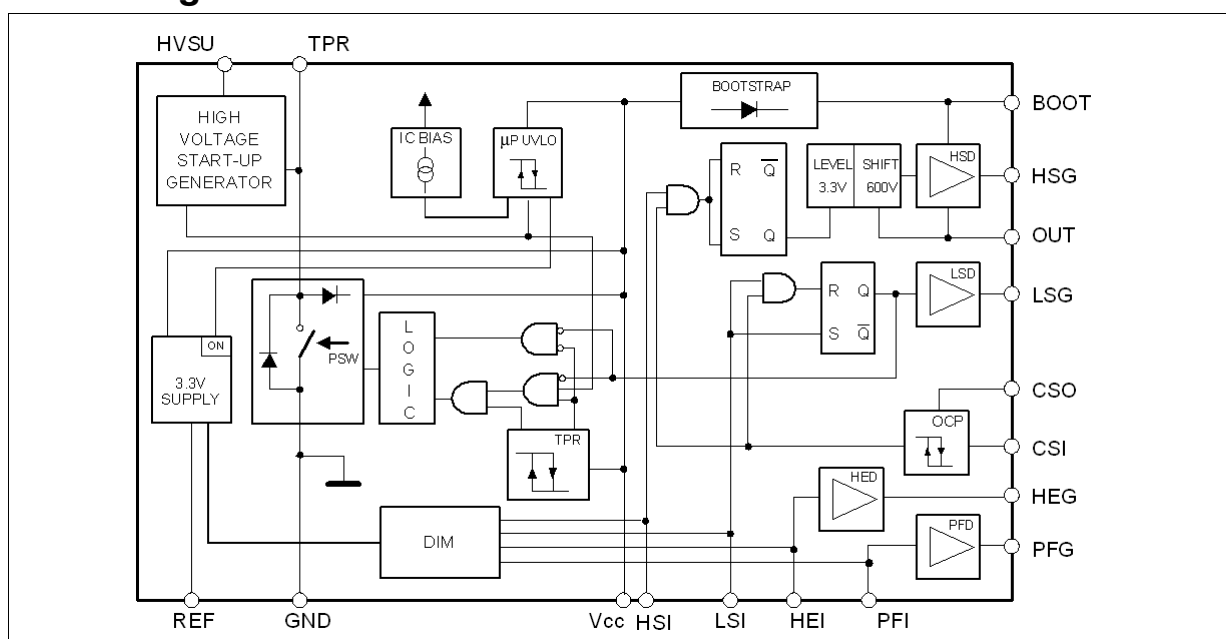 HVSU
TPR
HIGH
VOLTAGE
START-UP
GENERATOR
IC BIAS
µP UVLO
BOOTSTRAP
BOOT
R Q
S Q
LEVEL
3.3V
SHIFT
600V
HSD
HSG
OUT
R Q
S Q
LSD
LSG
ON
3.3V
SUPPLY
PSW
LOGIC
TPR
CSO
OCP
CSI
HED
HEG
DIM
PFD
PFG
REF
GND
Vcc
HSI
LSI
HEI
PFI